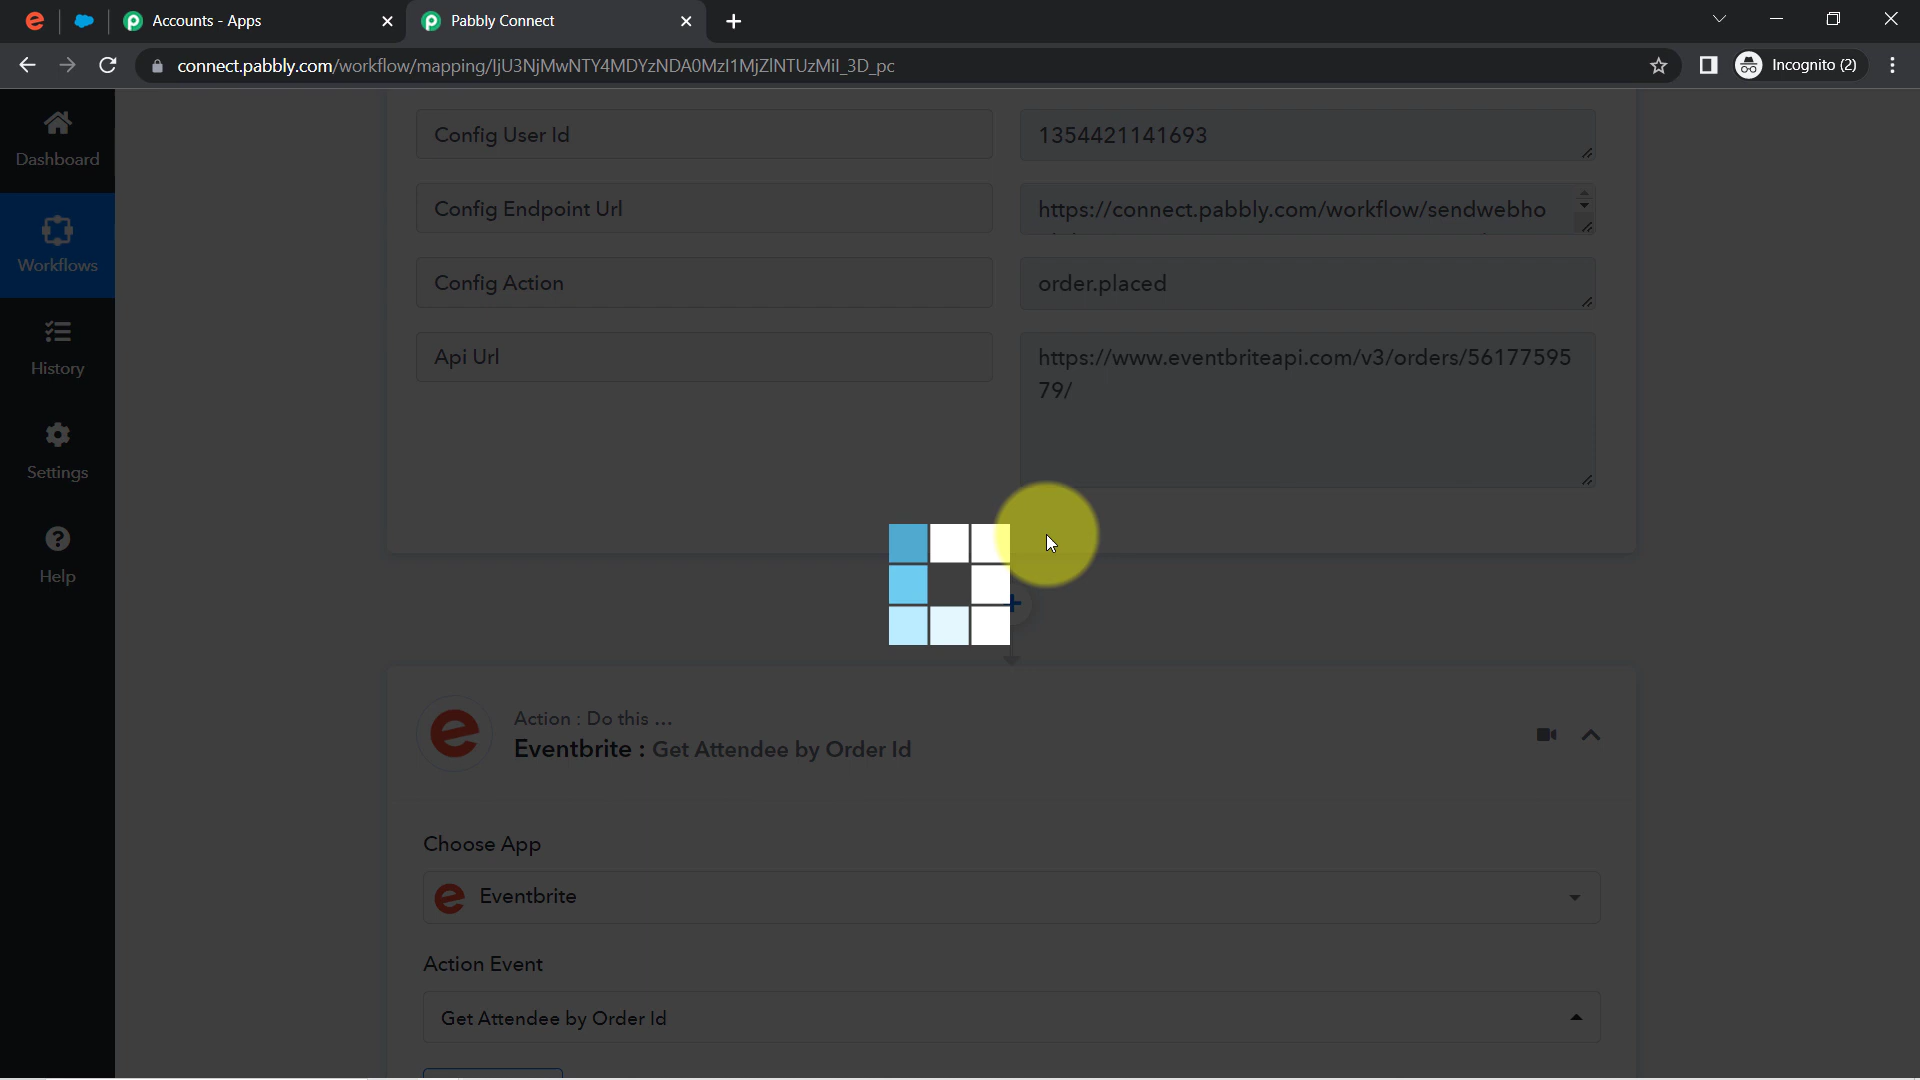 Accounts - Apps
Pabbly Connect
connect.pabbly.com/workflow/mapping/IjU3NjMwNTY4MDYzNDA0MzI1MjZlNTUzMiI_3D_pc
Incognito (2)
Dashboard
Workflows
History
Settings
Help
Config User Id
1354421141693
Config Endpoint Url
https://connect.pabbly.com/workflow/sendwebho
Config Action
order.placed
Api Url
https://www.eventbriteapi.com/v3/orders/56177595
79/
Action : Do this ...
Eventbrite : Get Attendee by Order Id
Choose App
Eventbrite
Action Event
Get Attendee by Order Id